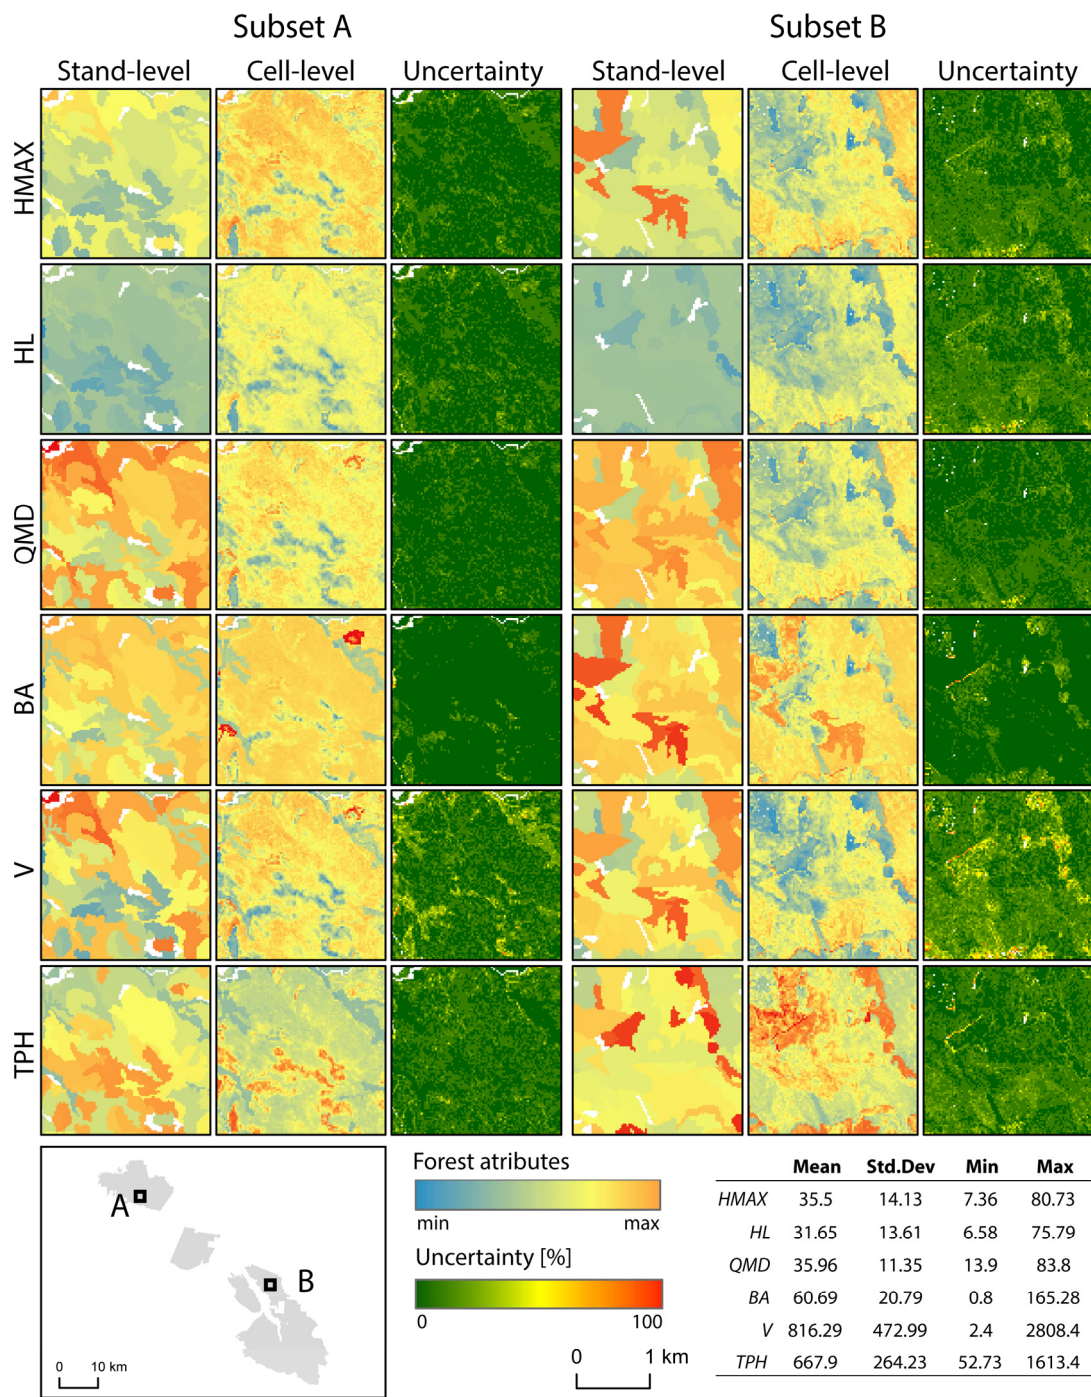 Subset A Subset B
Stand-level Cell-level Uncertainty Stand-level Cell-level Uncertainty
HMAX
HL
QMD
BA
V
TPH
A
B
0 10 km
Forest atributes
min max
Uncertainty [%]
0 100
0 1 km
Mean Std.Dev Min Max
HMAX 35.5 14.13 7.36 80.73
HL 31.65 13.61 6.58 75.79
QMD 35.96 11.35 13.9 83.8
BA 60.69 20.79 0.8 165.28
V 816.29 472.99 2.4 2808.4
TPH 667.9 264.23 52.73 1613.4